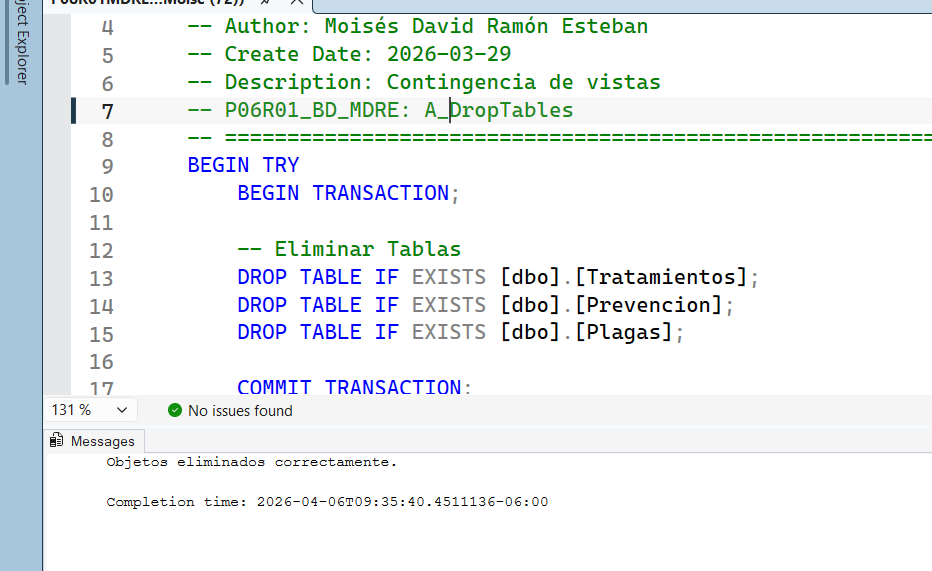 ject Explorer
4 -- Author: Moisés David Ramón Esteban
5 -- Create Date: 2026-03-29
6 -- Description: Contingencia de vistas
7 -- P06R01_BD_MDRE: A_DropTables
8 -- =========================================================
9 BEGIN TRY
10 BEGIN TRANSACTION;
11
12 -- Eliminar Tablas
13 DROP TABLE IF EXISTS [dbo].[Tratamientos];
14 DROP TABLE IF EXISTS [dbo].[Prevencion];
15 DROP TABLE IF EXISTS [dbo].[Plagas];
16
17 COMMIT TRANSACTION;
131 % No issues found
Messages
Objetos eliminados correctamente.
Completion time: 2026-04-06T09:35:40.4511136-06:00